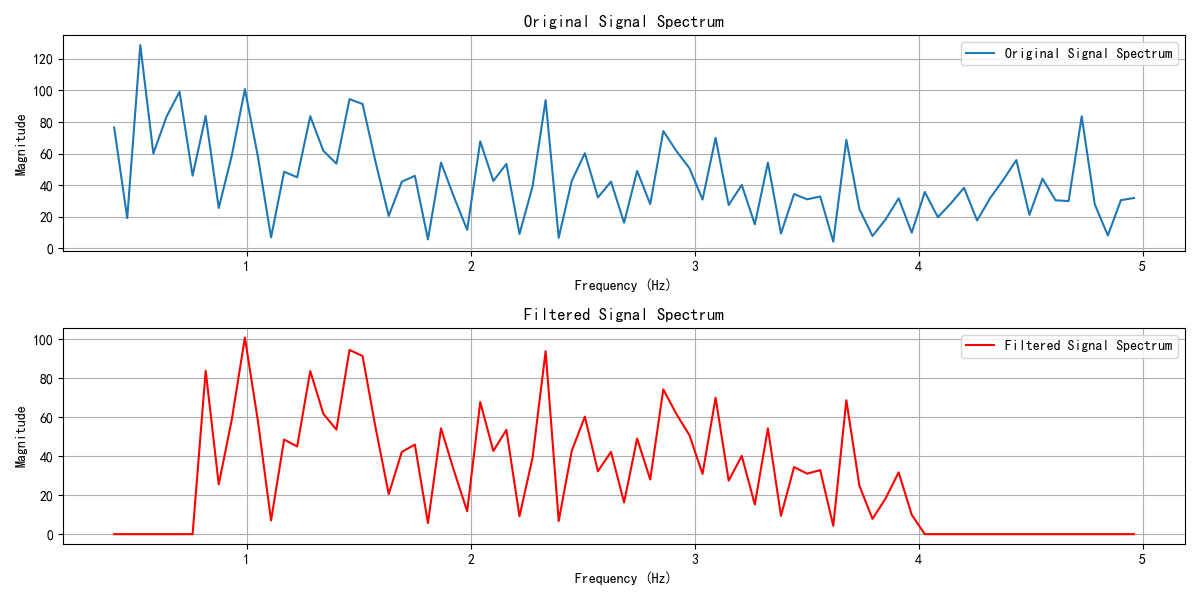 Original Signal Spectrum
Original Signal Spectrum
120
100
80
60
40
20
0
Magnitude
1 2 3 4 5
Frequency (Hz)
Filtered Signal Spectrum
Filtered Signal Spectrum
100
80
60
40
20
0
Magnitude
1 2 3 4 5
Frequency (Hz)